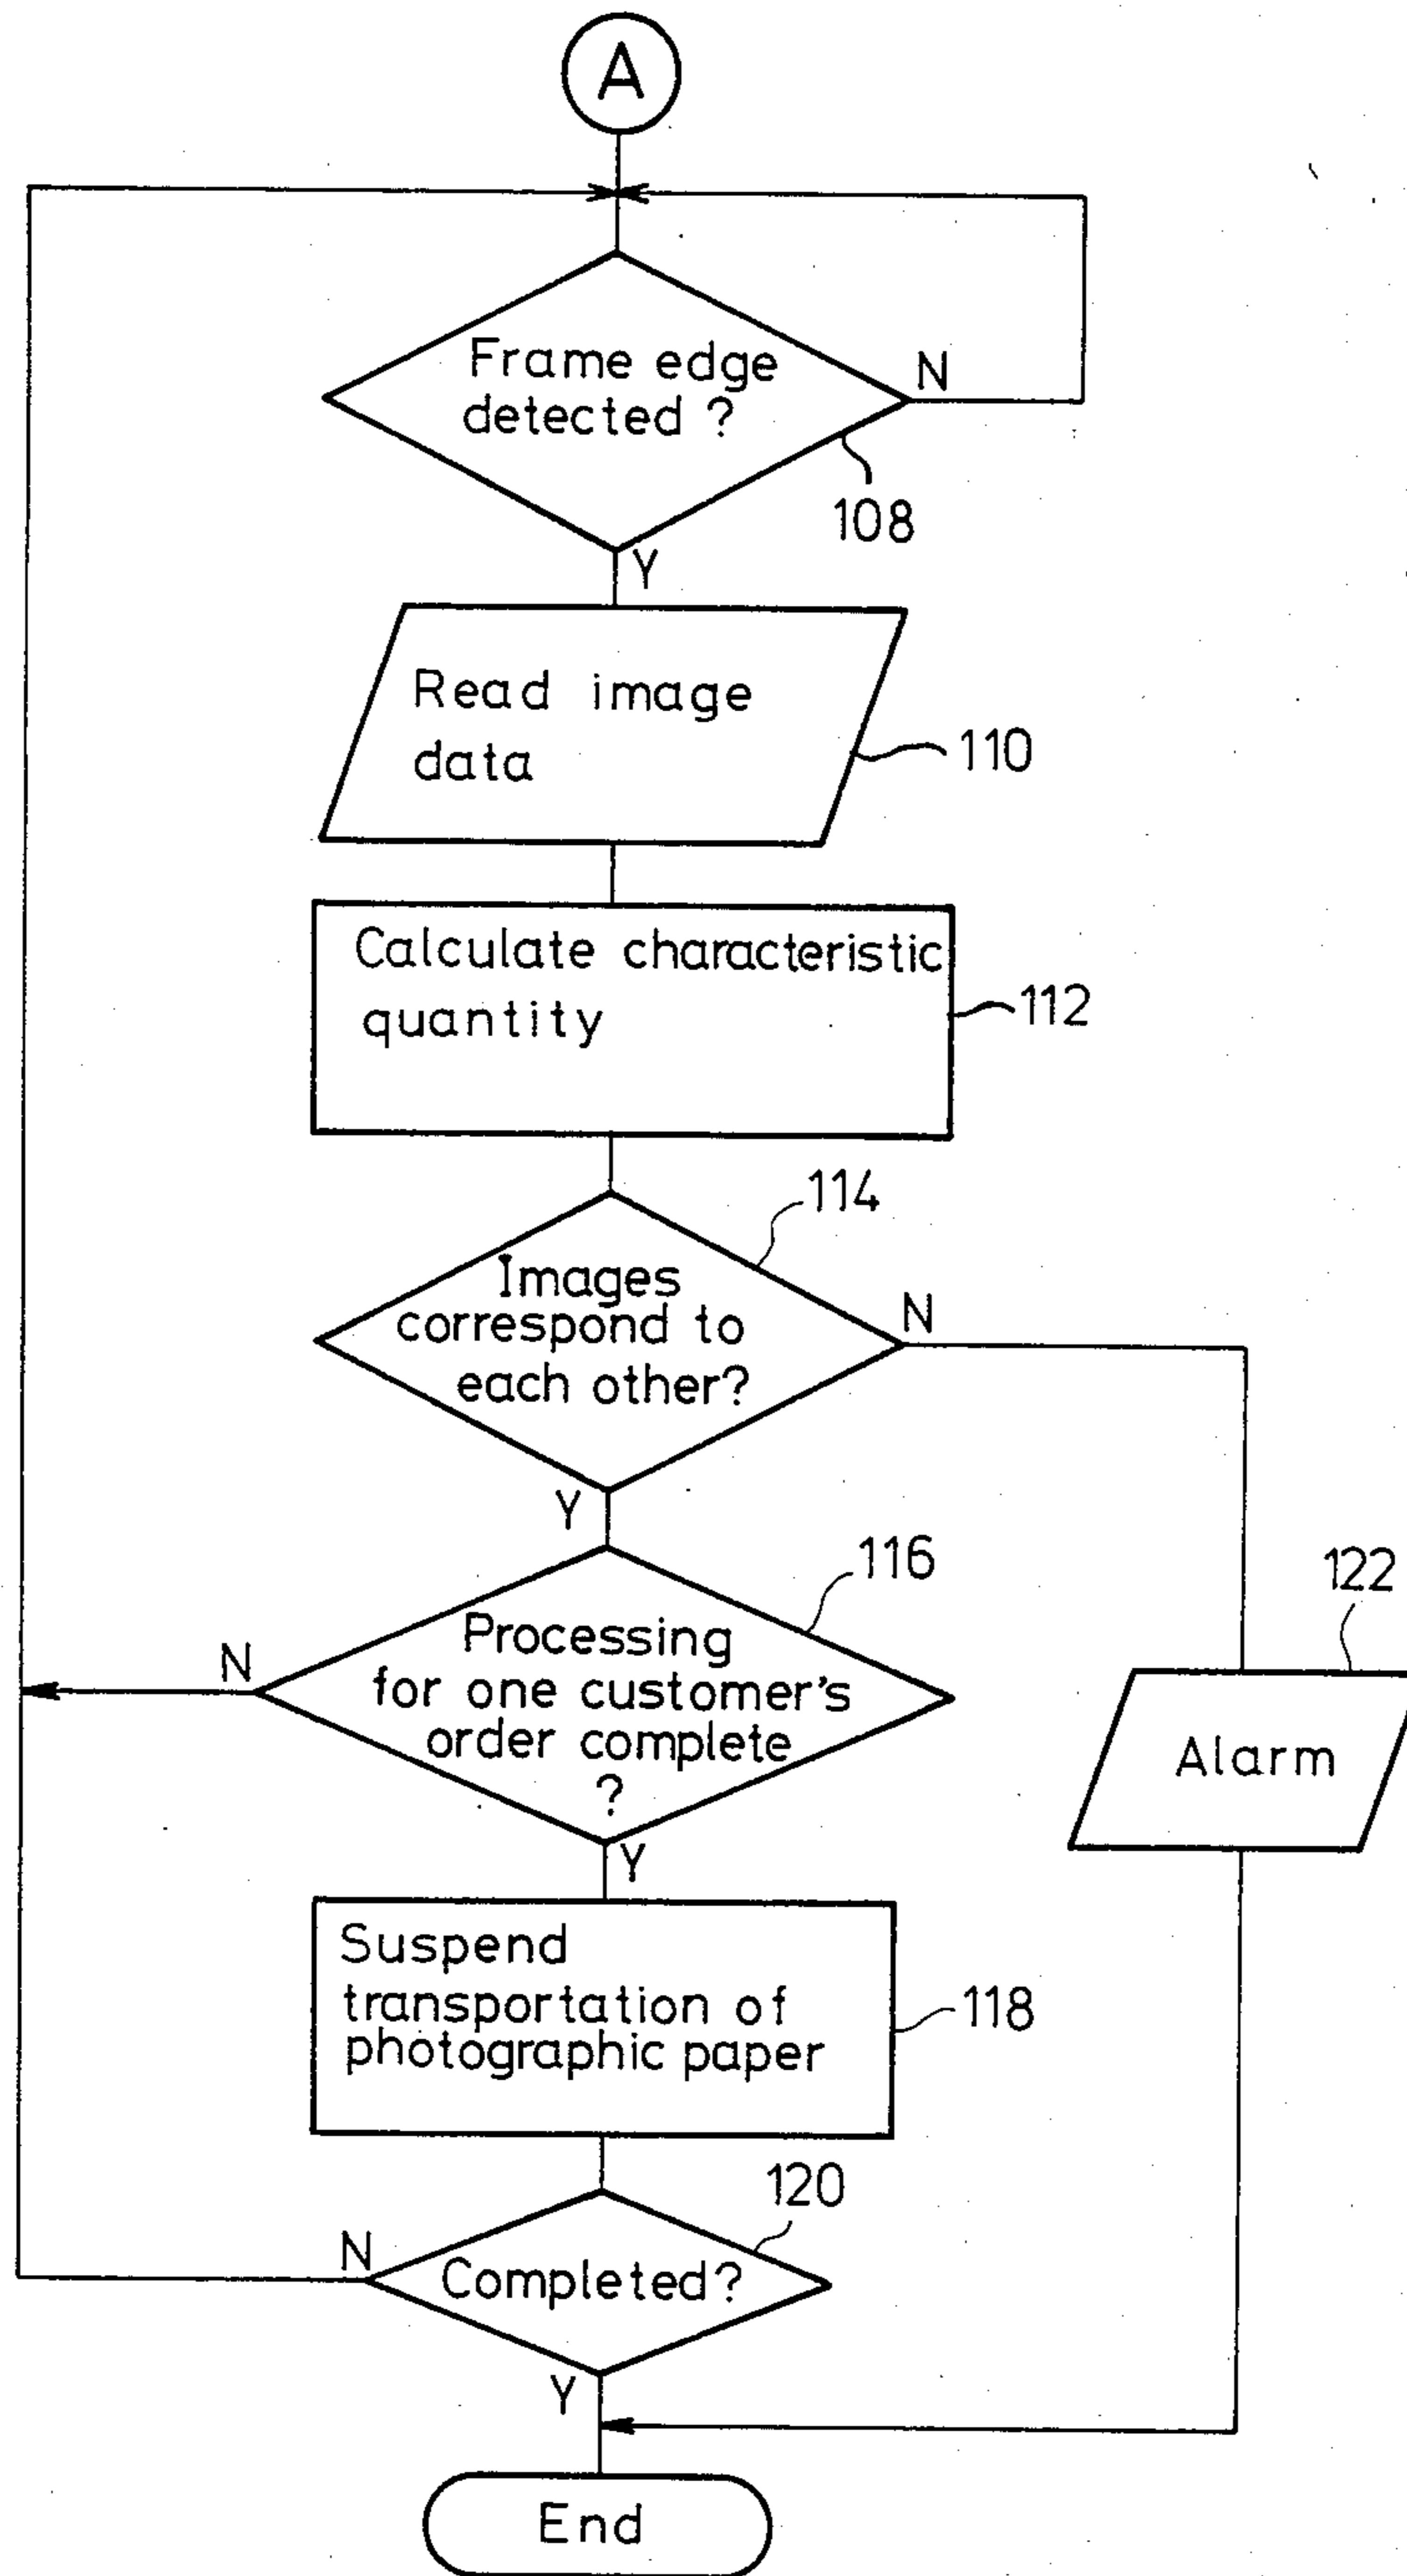 A
Frame edge
detected ?
N
108
Y
Read image
data
110
Calculate characteristic
quantity
112
114
Images
correspond to
each other?
N
Y
116
Processing
for one customer's
order complete
?
N
122
Alarm
Y
Suspend
transportation of
photographic paper
118
120
N
Completed?
Y
End